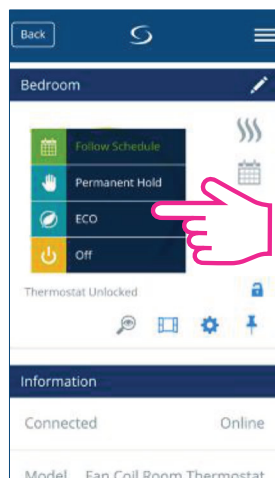 Back
Bedroom
Follow Schedule
Permanent Hold
ECO
Off
Thermostat Unlocked
Information
Connected Online
Model Fan Coil Room Thermostat